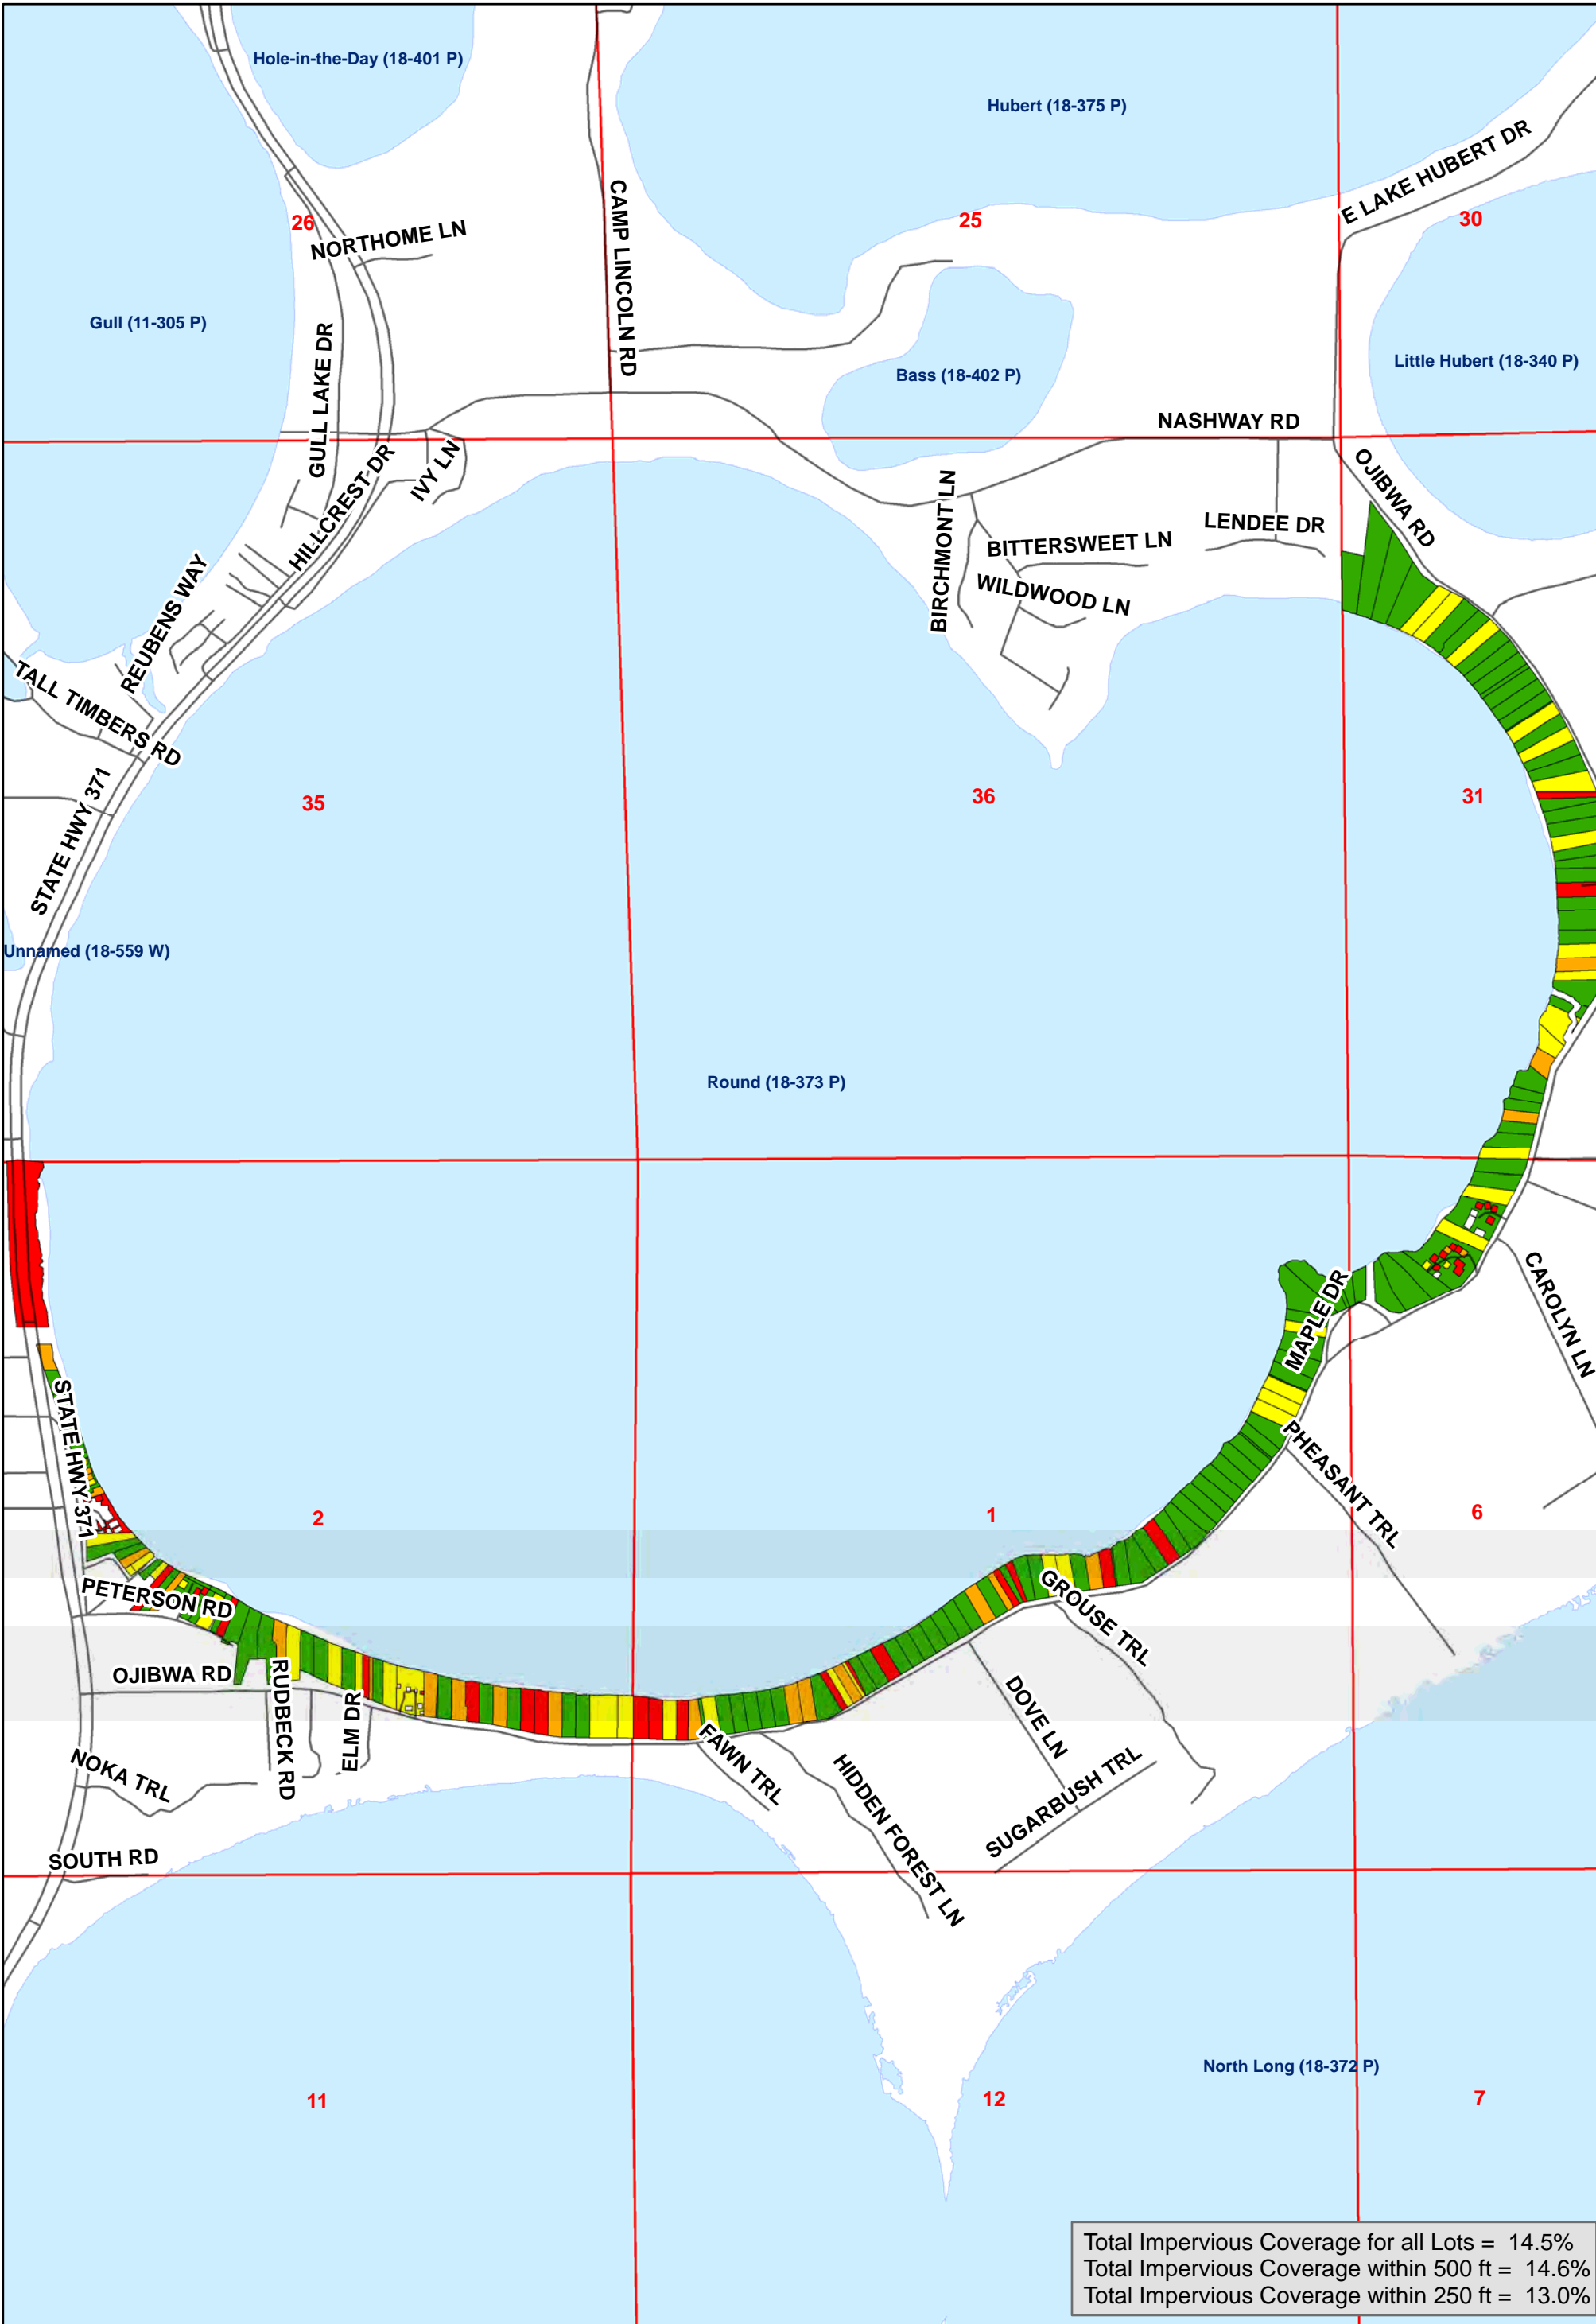 Hole-in-the-Day (18-401 P)
Hubert (18-375 P)
E LAKE HUBERT DR
26
NORTHOME LN
CAMP LINCOLN RD
25
30
Gull (11-305 P)
GULL LAKE DR
Bass (18-402 P)
Little Hubert (18-340 P)
NASHWAY RD
HILLCREST DR
IVY LN
OJIBWA RD
BIRCHMONT LN
LENDEE DR
BITTERSWEET LN
WILDWOOD LN
REUBENS WAY
TALL TIMBERS RD
STATE HWY 371
35
36
31
Unnamed (18-559 W)
Round (18-373 P)
MAPLE DR
CAROLYN LN
STATE HWY 371
PHEASANT TRL
2
1
6
PETERSON RD
GROUSE TRL
OJIBWA RD
RUDBECK RD
ELM DR
DOVE LN
FAWN TRL
NOKA TRL
HIDDEN FOREST LN
SUGARBUSH TRL
SOUTH RD
North Long (18-372 P)
11
12
7
Total Impervious Coverage for all Lots = 14.5%
Total Impervious Coverage within 500 ft = 14.6%
Total Impervious Coverage within 250 ft = 13.0%